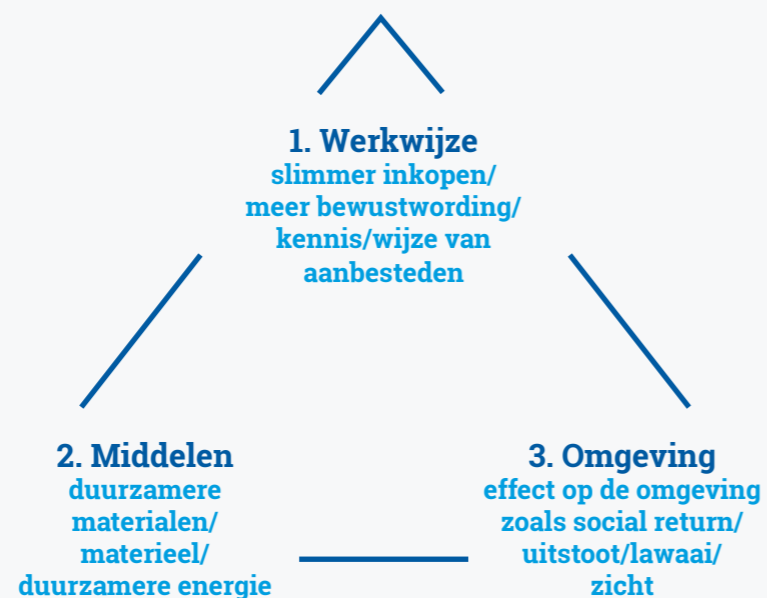 1. Werkwijze
slimmer inkopen/
meer bewustwording/
kennis/wijze van
aanbesteden
2. Middelen
duurzamere
materialen/
materieel/
duurzamere energie
3. Omgeving
effect op de omgeving
zoals social return/
uitstoot/lawaai/
zicht